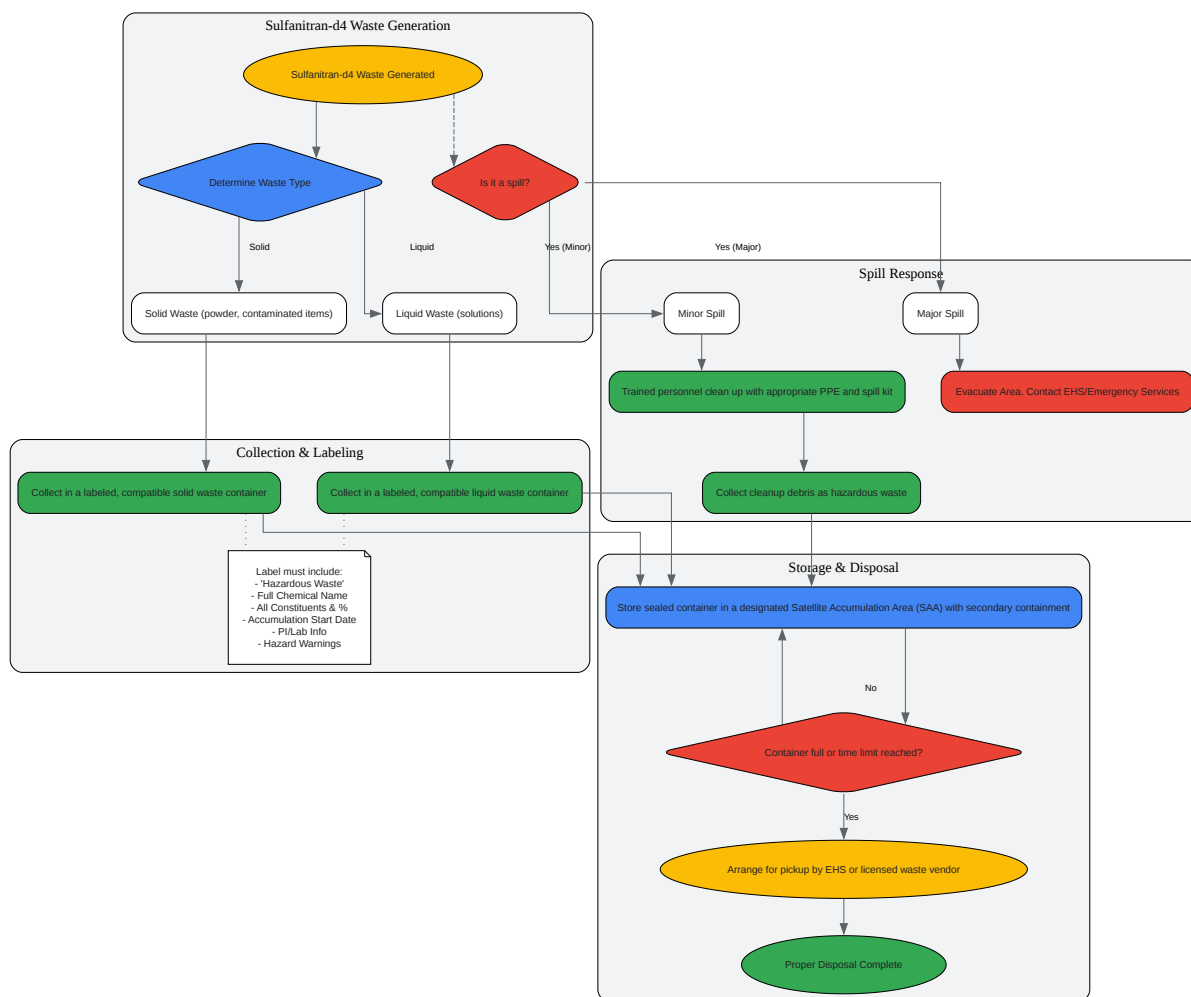 Sulfanitran-d4 Waste Generation
Sulfanitran-d4 Waste Generated
Determine Waste Type
Is it a spill?
Solid
Liquid
Yes (Minor)
Yes (Major)
Spill Response
Solid Waste (powder, contaminated items)
Liquid Waste (solutions)
Minor Spill
Major Spill
Trained personnel clean up with appropriate PPE and spill kit
Evacuate Area. Contact EHS/Emergency Services
Collection & Labeling
Collect in a labeled, compatible solid waste container
Collect in a labeled, compatible liquid waste container
Collect cleanup debris as hazardous waste
Label must include:
- 'Hazardous Waste'
- Full Chemical Name
- All Constituents & %
- Accumulation Start Date
- PI/Lab Info
- Hazard Warnings
Storage & Disposal
Store sealed container in a designated Satellite Accumulation Area (SAA) with secondary containment
No
Container full or time limit reached?
Yes
Arrange for pickup by EHS or licensed waste vendor
Proper Disposal Complete